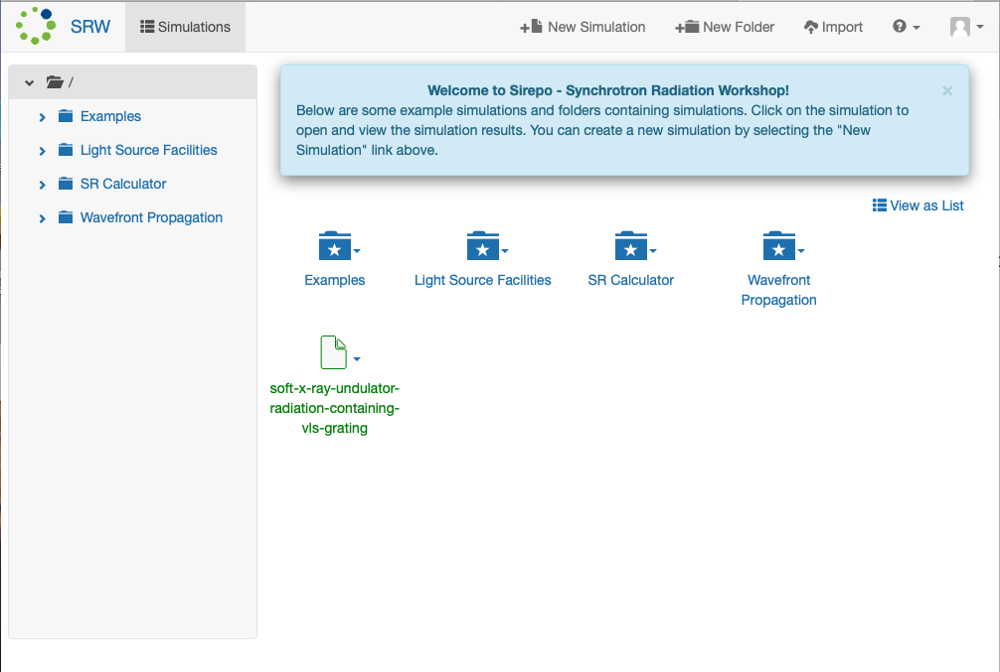 SRW Simulations New Simulation New Folder Import
/
Examples
Light Source Facilities
SR Calculator
Wavefront Propagation
Welcome to Sirepo - Synchrotron Radiation Workshop!
Below are some example simulations and folders containing simulations. Click on the simulation to
open and view the simulation results. You can create a new simulation by selecting the "New
Simulation" link above.
View as List
Examples
Light Source Facilities
SR Calculator
Wavefront
Propagation
soft-x-ray-undulator-
radiation-containing-
vls-grating